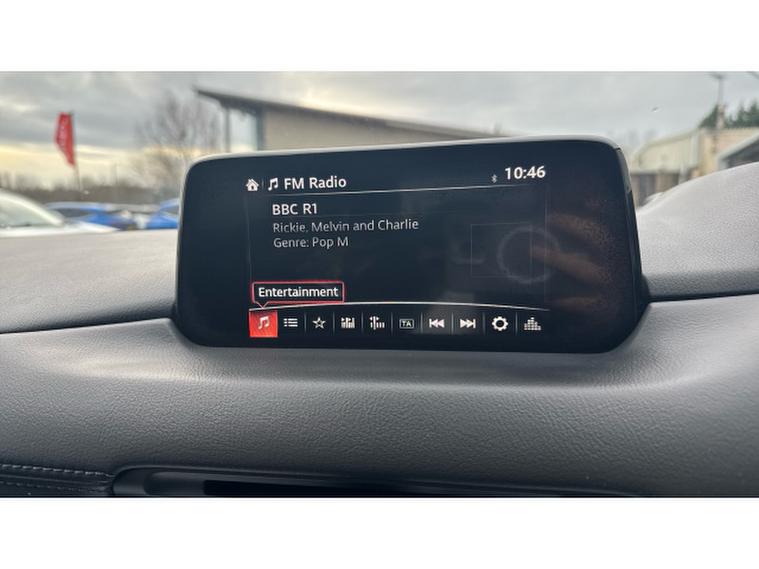 FM Radio
10:46
BBC R1
Rickie, Melvin and Charlie
Genre: Pop M
Entertainment
TA